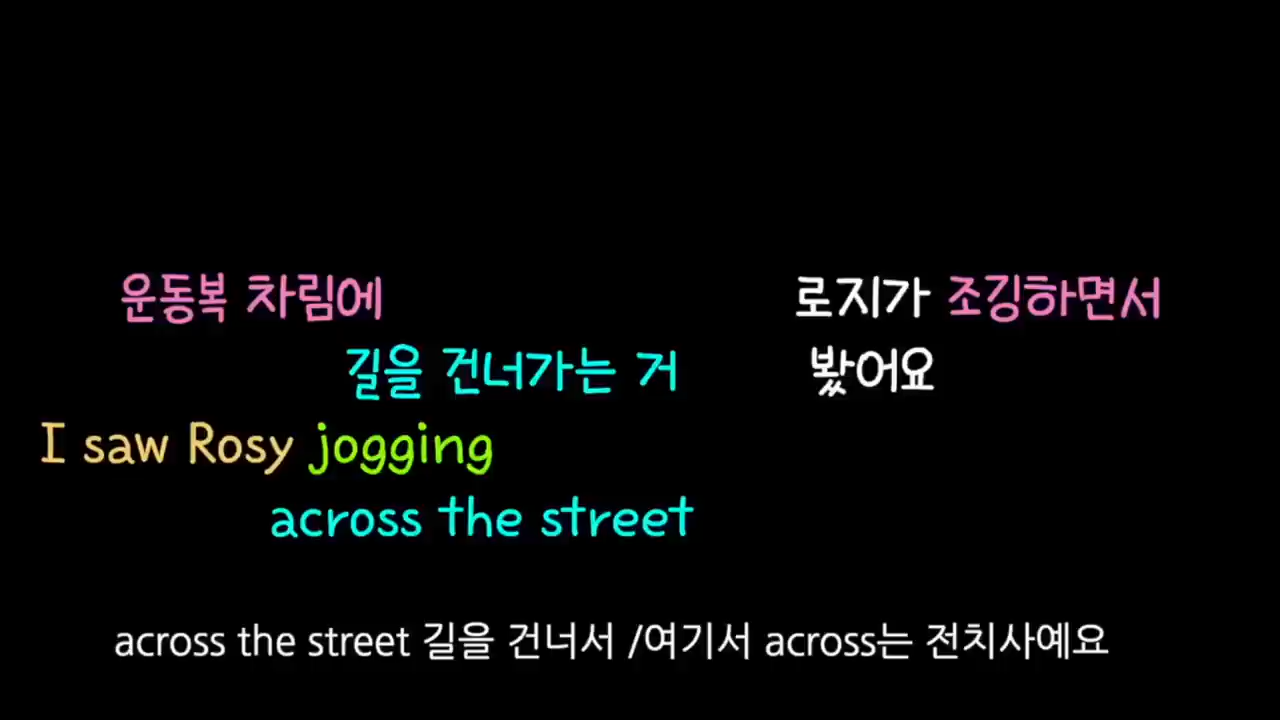 운동복 차림에 로지가 조깅하면서
길을 건너가는 거 봤어요
I saw Rosy jogging
across the street
across the street 길을 건너서 /여기서 across는 전치사예요